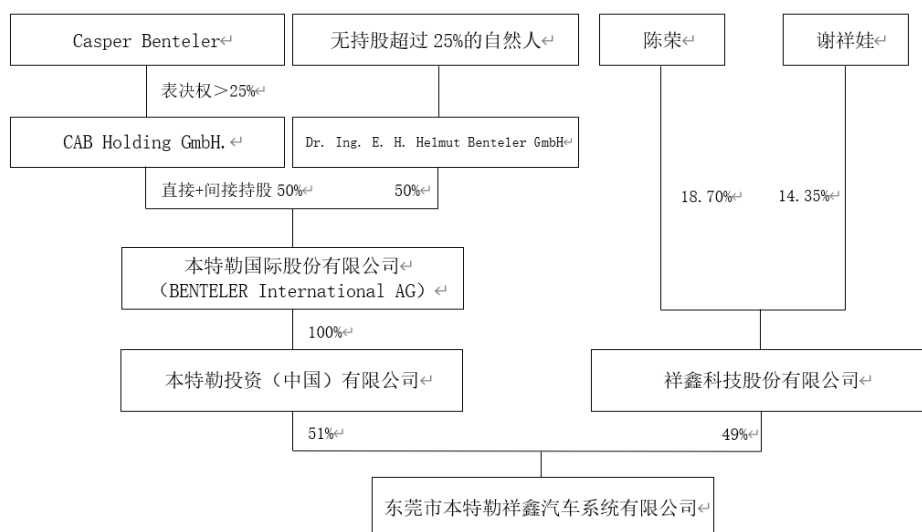 Casper Benteler↵
无持股超过 25%的自然人↵
陈荣↵
谢祥娃↵
表决权＞25%↵
CAB Holding GmbH.↵
Dr. Ing. E. H. Helmut Benteler GmbH↵
直接+间接持股 50%↵
50%↵
18.70%↵
14.35%↵
本特勒国际股份有限公司↵
（BENTELER International AG）↵
100%↵
本特勒投资（中国）有限公司↵
祥鑫科技股份有限公司↵
51%↵
49%↵
东莞市本特勒祥鑫汽车系统有限公司↵